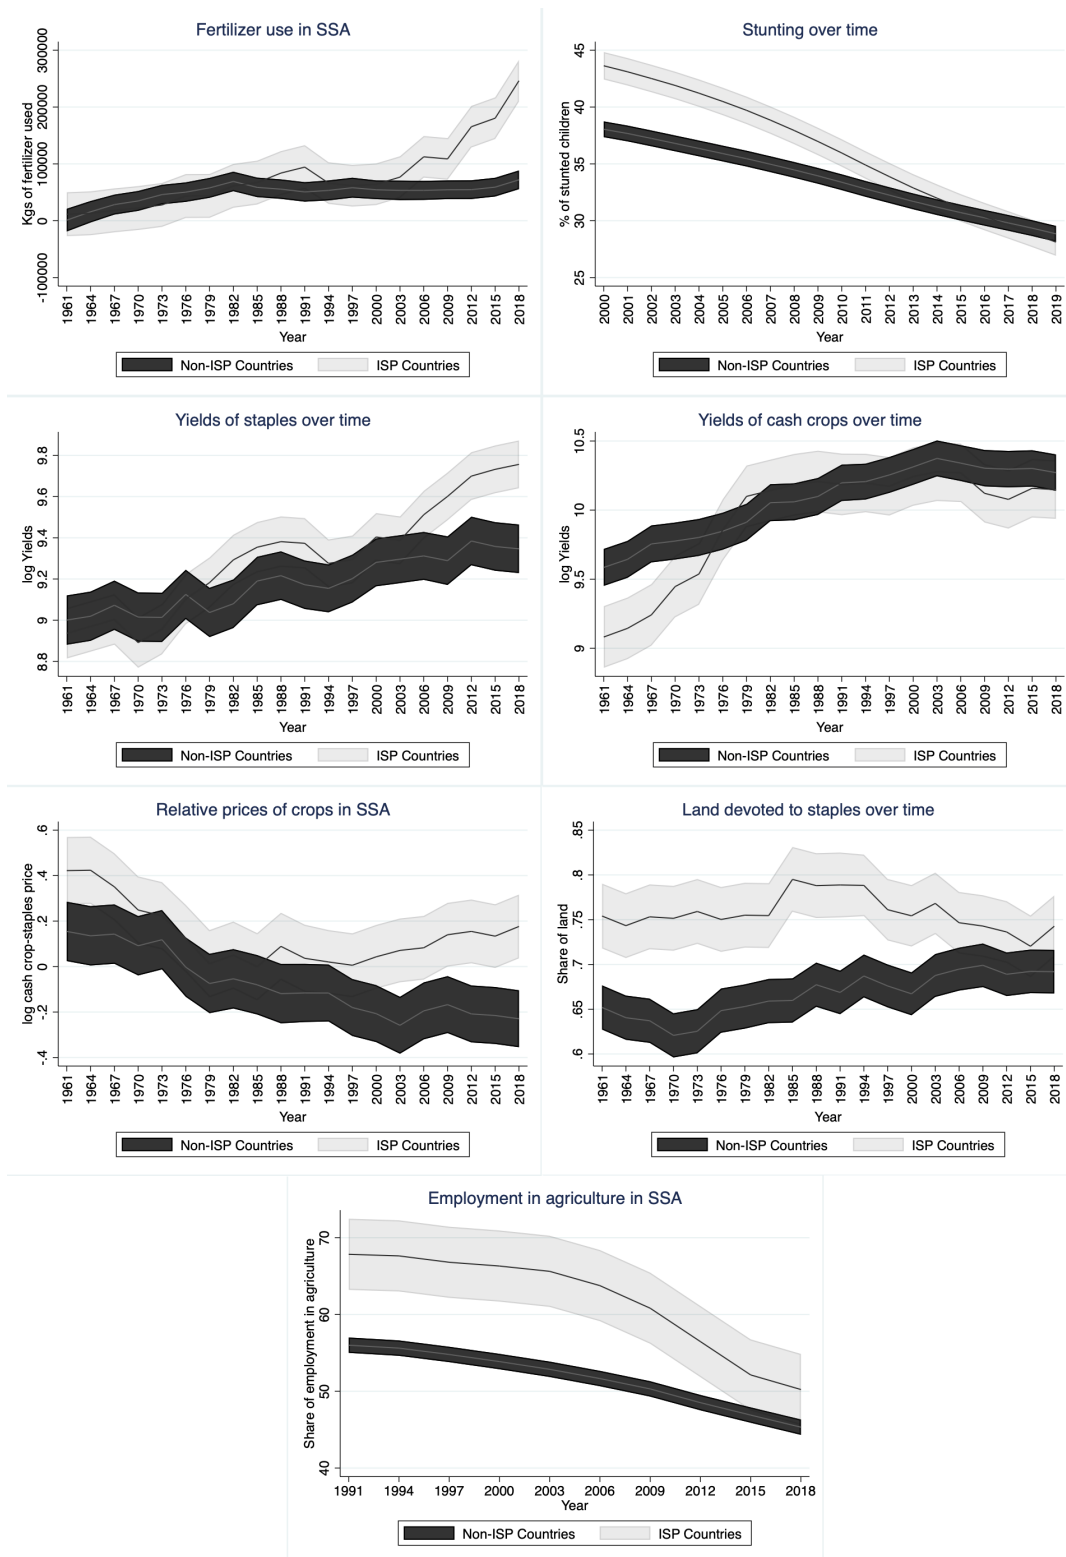 Fertilizer use in SSA
Kgs of fertilizer used
300000
200000
100000
0
-100000
1961 1964 1967 1970 1973 1976 1979 1982 1985 1988 1991 1994 1997 2000 2003 2006 2009 2012 2015 2018
Year
Non-ISP Countries ISP Countries
Stunting over time
% of stunted children
45
40
35
30
25
2000 2001 2002 2003 2004 2005 2006 2007 2008 2009 2010 2011 2012 2013 2014 2015 2016 2017 2018 2019
Year
Non-ISP Countries ISP Countries
Yields of staples over time
log Yields
9.8
9.6
9.4
9.2
9
8.8
1961 1964 1967 1970 1973 1976 1979 1982 1985 1988 1991 1994 1997 2000 2003 2006 2009 2012 2015 2018
Year
Non-ISP Countries ISP Countries
Yields of cash crops over time
log Yields
10.5
10
9.5
9
1961 1964 1967 1970 1973 1976 1979 1982 1985 1988 1991 1994 1997 2000 2003 2006 2009 2012 2015 2018
Year
Non-ISP Countries ISP Countries
Relative prices of crops in SSA
log cash crop-staples price
.6
.4
.2
0
-.2
-.4
1961 1964 1967 1970 1973 1976 1979 1982 1985 1988 1991 1994 1997 2000 2003 2006 2009 2012 2015 2018
Year
Non-ISP Countries ISP Countries
Land devoted to staples over time
Share of land
.85
.8
.75
.7
.65
.6
1961 1964 1967 1970 1973 1976 1979 1982 1985 1988 1991 1994 1997 2000 2003 2006 2009 2012 2015 2018
Year
Non-ISP Countries ISP Countries
Employment in agriculture in SSA
Share of employment in agriculture
70
60
50
40
1991 1994 1997 2000 2003 2006 2009 2012 2015 2018
Year
Non-ISP Countries ISP Countries